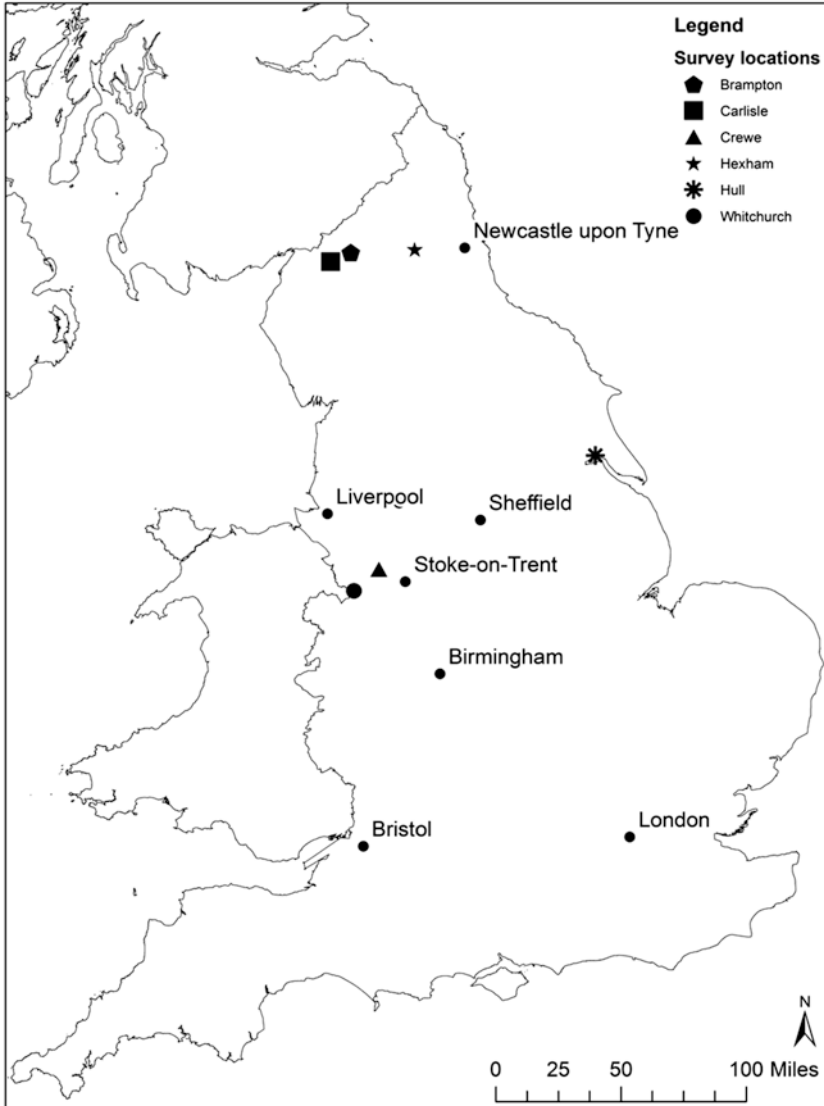 Legend
Survey locations
Brampton
Carlisle
Crewe
Hexham
Hull
Whitchurch
Newcastle upon Tyne
Liverpool
Sheffield
Stoke-on-Trent
Birmingham
Bristol
London
N
0 25 50 100 Miles